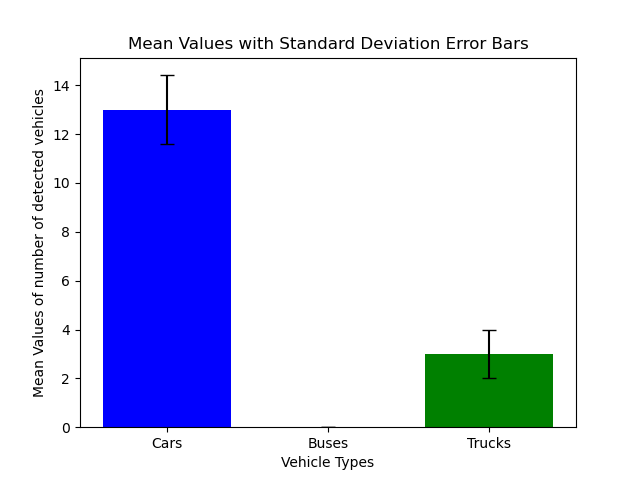 Mean Values with Standard Deviation Error Bars
Mean Values of number of detected vehicles
14
12
10
8
6
4
2
0
Cars
Buses
Trucks
Vehicle Types